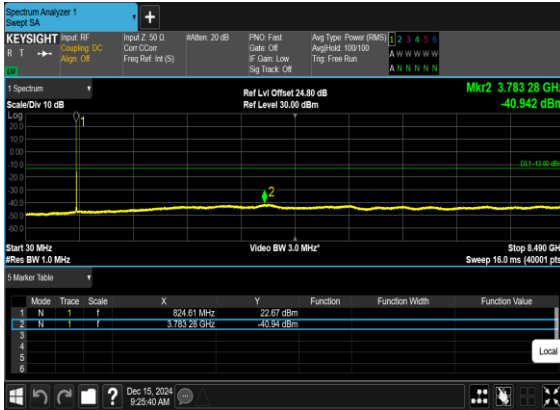 Spectrum Analyzer 1
Swept SA
+
KEYSIGHT
R T
LV
Input: RF
Coupling: DC
Align: Off
Input Z: 50 Ω
Corr CCorr
Freq Ref: Int (S)
#Atten: 20 dB
PNO: Fast
Gate: Off
IF Gain: Low
Sig Track: Off
Avg Type: Power (RMS)
Avg|Hold: 100/100
Trig: Free Run
1 2 3 4 5 6
A W W W W W
A N N N N N
1 Spectrum
Scale/Div 10 dB
Ref Lvl Offset 24.80 dB
Ref Level 30.00 dBm
Mkr2 3.783 28 GHz
-40.942 dBm
Log
20.0
10.0
0.00
-10.0
-20.0
-30.0
-40.0
-50.0
-60.0
1
2
DL1 -13.00 dBm
Start 30 MHz
#Res BW 1.0 MHz
Video BW 3.0 MHz*
Stop 8.490 GH
Sweep 16.0 ms (40001 pts
5 Marker Table
Mode Trace Scale X Y Function Function Width Function Value
1 N 1 f 824.61 MHz 22.67 dBm
2 N 1 f 3.783 28 GHz -40.94 dBm
3
4
5
6
Local
?
Dec 15, 2024
9:25:40 AM